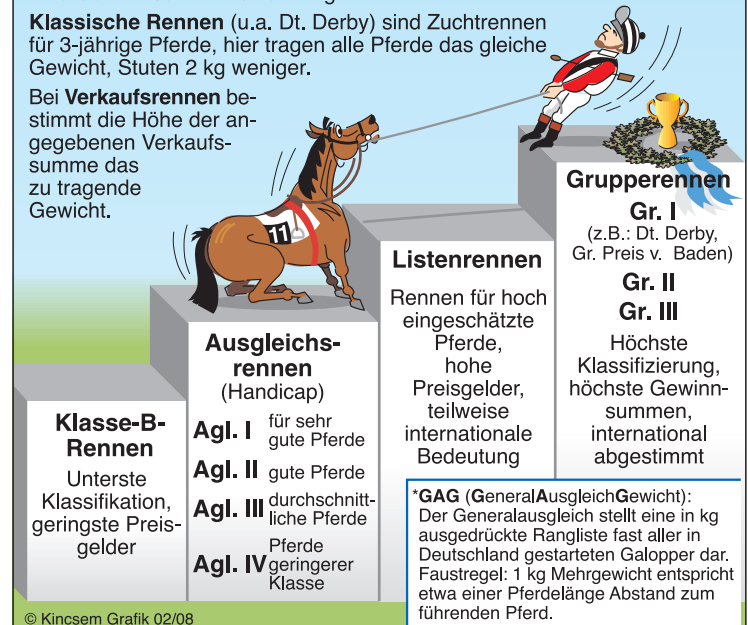 Klassische Rennen (u.a. Dt. Derby) sind Zuchtrennen
für 3-jährige Pferde, hier tragen alle Pferde das gleiche
Gewicht, Stuten 2 kg weniger.
Bei Verkaufsrennen be-
stimmt die Höhe der an-
gegebenen Verkaufs-
summe das
zu tragende
Gewicht.
11
Klasse-B-
Rennen
Unterste
Klassifikation,
geringste Preis-
gelder
Ausgleichs-
rennen
(Handicap)
Agl. I für sehr
gute Pferde
Agl. II gute Pferde
Agl. III durchschnitt-
liche Pferde
Agl. IV Pferde
geringerer
Klasse
Listenrennen
Rennen für hoch
eingeschätzte
Pferde,
hohe
Preisgelder,
teilweise
internationale
Bedeutung
Grupperennen
Gr. I
(z.B.: Dt. Derby,
Gr. Preis v. Baden)
Gr. II
Gr. III
Höchste
Klassifizierung,
höchste Gewinn-
summen,
international
abgestimmt
*GAG (GeneralAusgleichGewicht):
Der Generalausgleich stellt eine in kg
ausgedrückte Rangliste fast aller in
Deutschland gestarteten Galopper dar.
Faustregel: 1 kg Mehrgewicht entspricht
etwa einer Pferdelänge Abstand zum
führenden Pferd.
© Kincsem Grafik 02/08